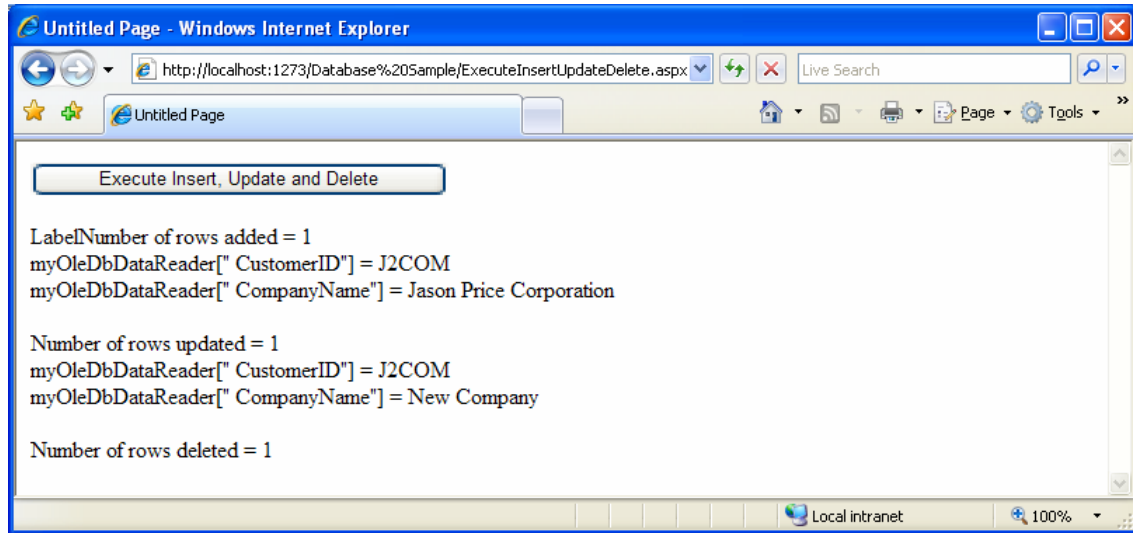 Untitled Page - Windows Internet Explorer
http://localhost:1273/Database%20Sample/ExecuteInsertUpdateDelete.aspx
Live Search
Untitled Page
Page
Tools
»
Execute Insert, Update and Delete
LabelNumber of rows added = 1
myOleDbDataReader[" CustomerID"] = J2COM
myOleDbDataReader[" CompanyName"] = Jason Price Corporation
Number of rows updated = 1
myOleDbDataReader[" CustomerID"] = J2COM
myOleDbDataReader[" CompanyName"] = New Company
Number of rows deleted = 1
Local intranet
100%